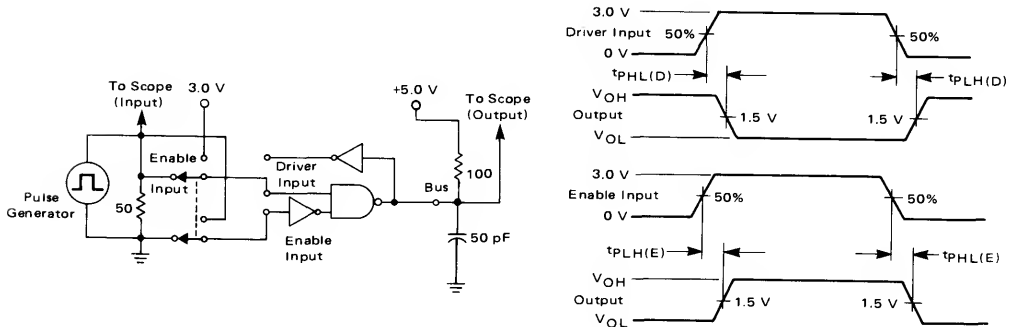 To Scope
(Input)
3.0 V
Enable
Input
Pulse
Generator
50
Driver
Input
Enable
Input
+5.0 V
To Scope
(Output)
100
Bus
50 pF
3.0 V
Driver Input
50%
50%
0 V
tPHL(D)
tPLH(D)
VOH
Output
1.5 V
1.5 V
VOL
3.0 V
Enable Input
50%
50%
0 V
tPLH(E)
tPHL(E)
VOH
Output
1.5 V
1.5 V
VOL